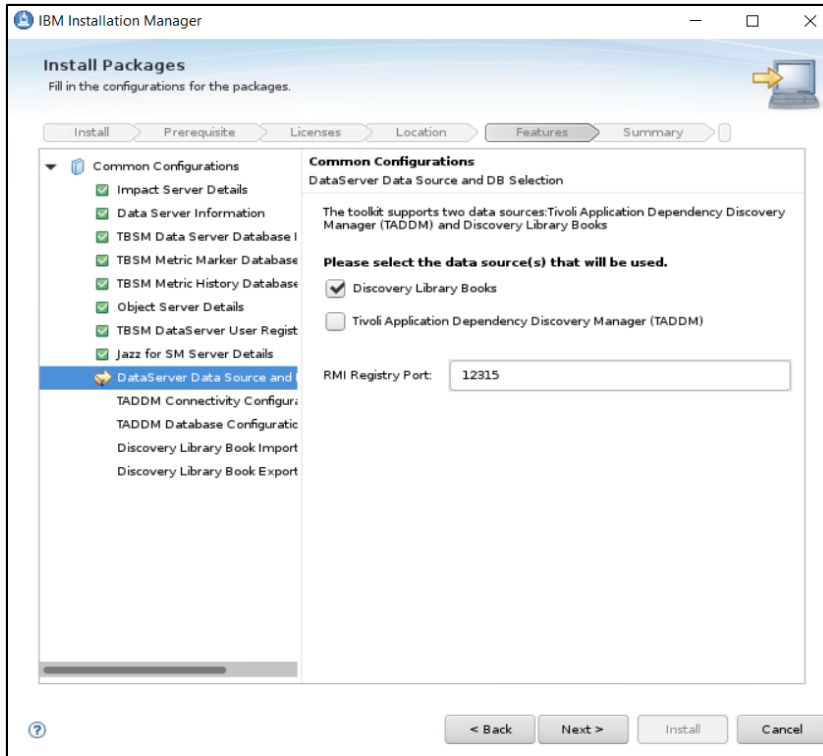 IBM Installation Manager
Install Packages
Fill in the configurations for the packages.
Install Prerequisite Licenses Location Features Summary
Common Configurations
Impact Server Details
Data Server Information
TBSM Data Server Database I
TBSM Metric Marker Database
TBSM Metric History Database
Object Server Details
TBSM DataServer User Regist
Jazz for SM Server Details
DataServer Data Source and
TADDM Connectivity Configura
TADDM Database Configuratic
Discovery Library Book Import
Discovery Library Book Export
Common Configurations
DataServer Data Source and DB Selection
The toolkit supports two data sources:Tivoli Application Dependency Discovery
Manager (TADDM) and Discovery Library Books
Please select the data source(s) that will be used.
Discovery Library Books
Tivoli Application Dependency Discovery Manager (TADDM)
RMI Registry Port: 12315
? < Back Next > Install Cancel